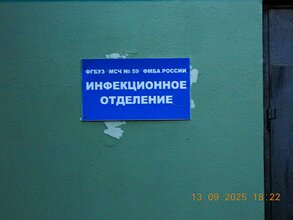 ФГБУЗ МСЧ № 59 ФМБА РОССИИ
ИНФЕКЦИОННОЕ
ОТДЕЛЕНИЕ
13 09 2025 18:22